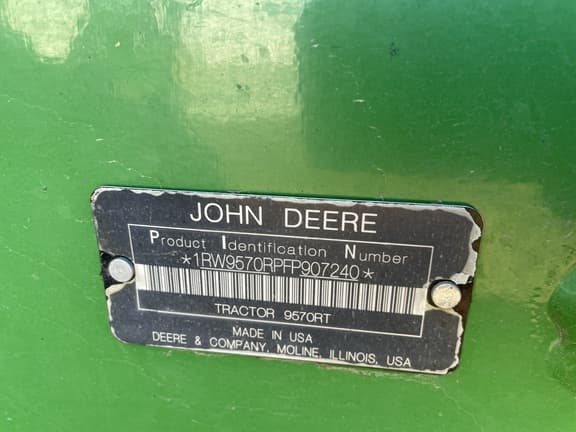 JOHN DEERE
Product Identification Number
*1RW9570RPFP907240*
TRACTOR 9570RT
MADE IN USA
DEERE & COMPANY, MOLINE, ILLINOIS, USA